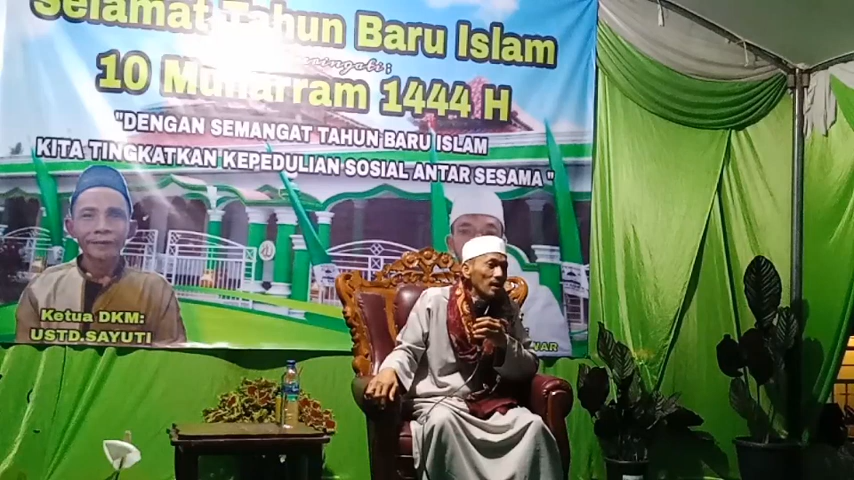 Selamat Tahun Baru Islam
10 Muharram 1444 H
"DENGAN SEMANGAT TAHUN BARU ISLAM
KITA TINGKATKAN KEPEDULIAN SOSIAL ANTAR SESAMA"
Ketua DKM:
USTD.SAYUTI